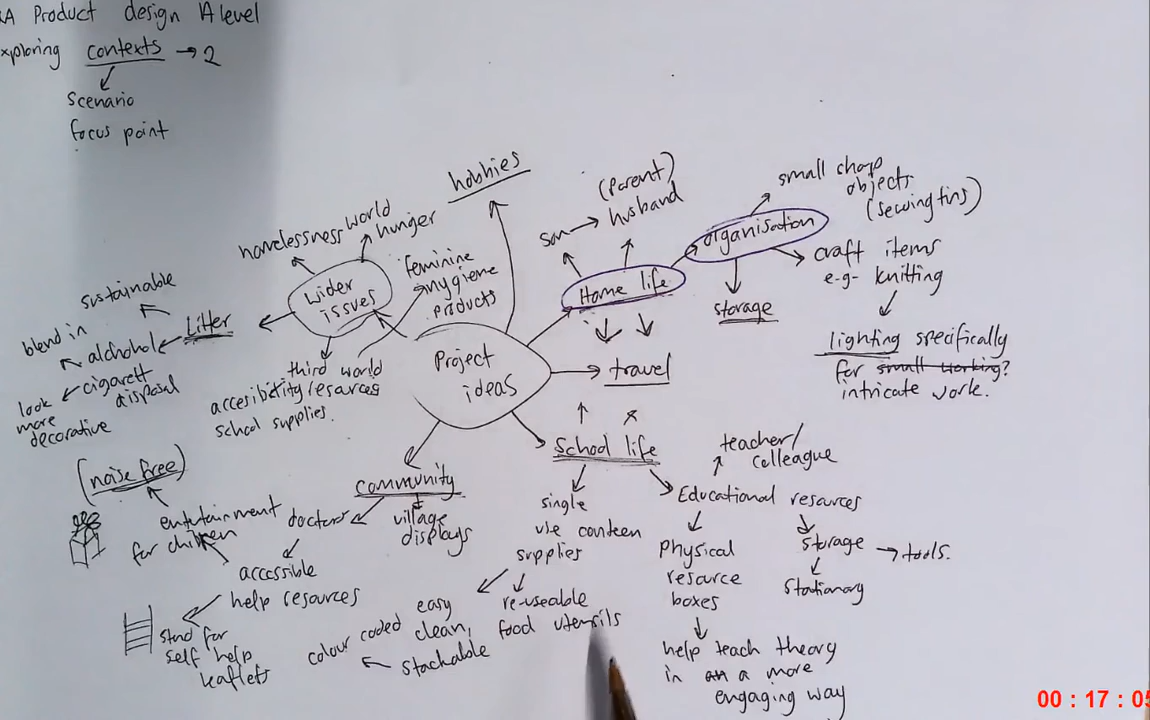 A Product design A level
xploring contexts → 2
Scenario
focus point
hobbies
homelessness
world
hunger
Wider
issues
feminine
hygiene
products
Litter
sustainable
alchohol
blend in
cigarett
disposal
look
more
decorative
third world
accesibility resources
school supplies.
Project
ideas
Home life
son
(parent)
husband
organisation
small chap
objects
(sewing tins)
craft items
e-g- knitting
storage
lighting specifically
for small working?
intricate work.
travel
School life
single
use canteen
supplies
re-useable
food utensils
easy
clean,
stackable
colour coded
Educational resources
teacher/
colleague
Physical
resource
boxes
help teach theory
in an a more
engaging way
storage → tools.
Stationary
Community
village
displays
doctors
accessible
help resources
stand for
self help
leaflets
entertainment
for children
(noise free)
00 : 17 : 05